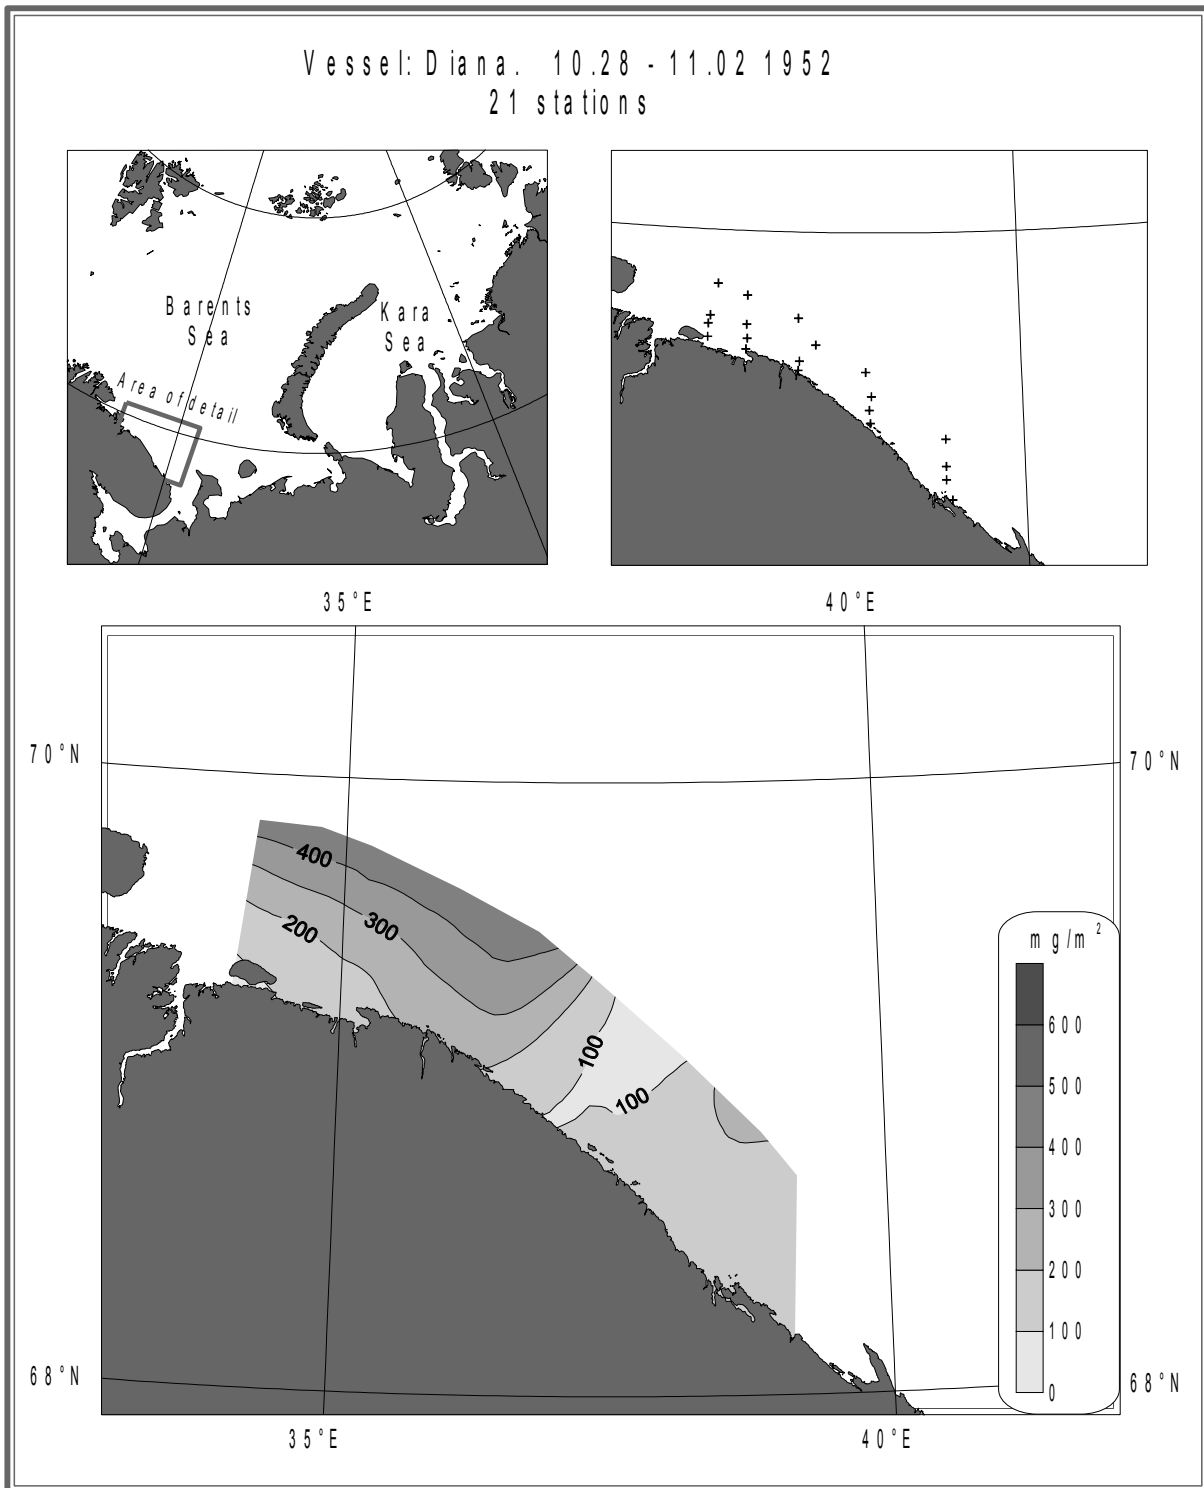 Vessel: Diana. 10.28 - 11.02 1952
21 stations
Barents
Sea
Kara
Sea
Area of detail
35°E
40°E
70°N
70°N
400
300
200
100
100
mg/m²
600
500
400
300
200
100
0
68°N
68°N
35°E
40°E